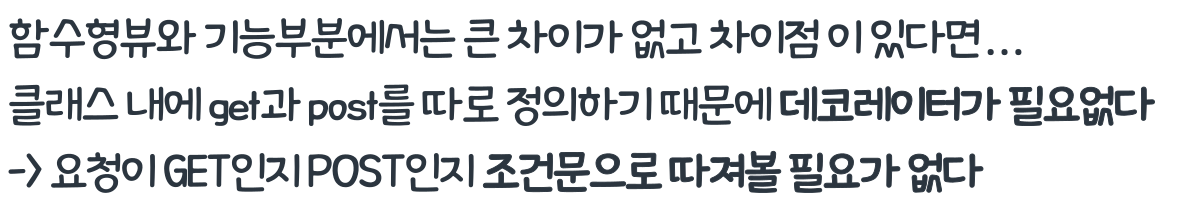 함수형뷰와 기능부분에서는 큰 차이가 없고 차이점 이 있다면...
클래스 내에 get과 post를 따로 정의하기 때문에 데코레이터가 필요없다
-> 요청이 GET인지 POST인지 조건문으로 따져볼 필요가 없다